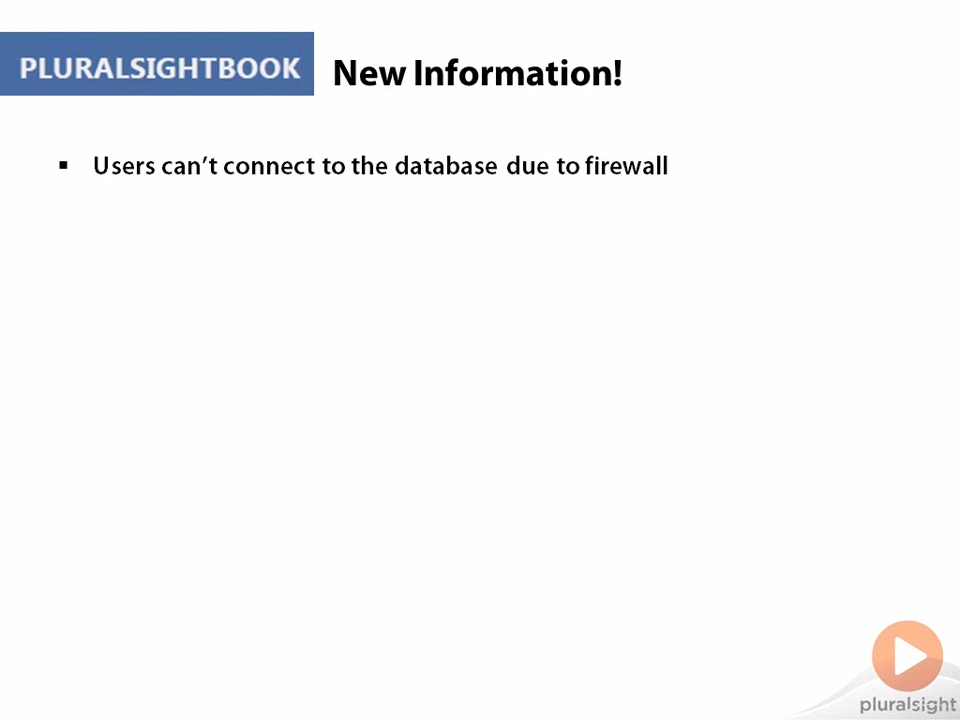 PLURALSIGHTBOOK
New Information!
▪ Users can’t connect to the database due to firewall
pluralsight